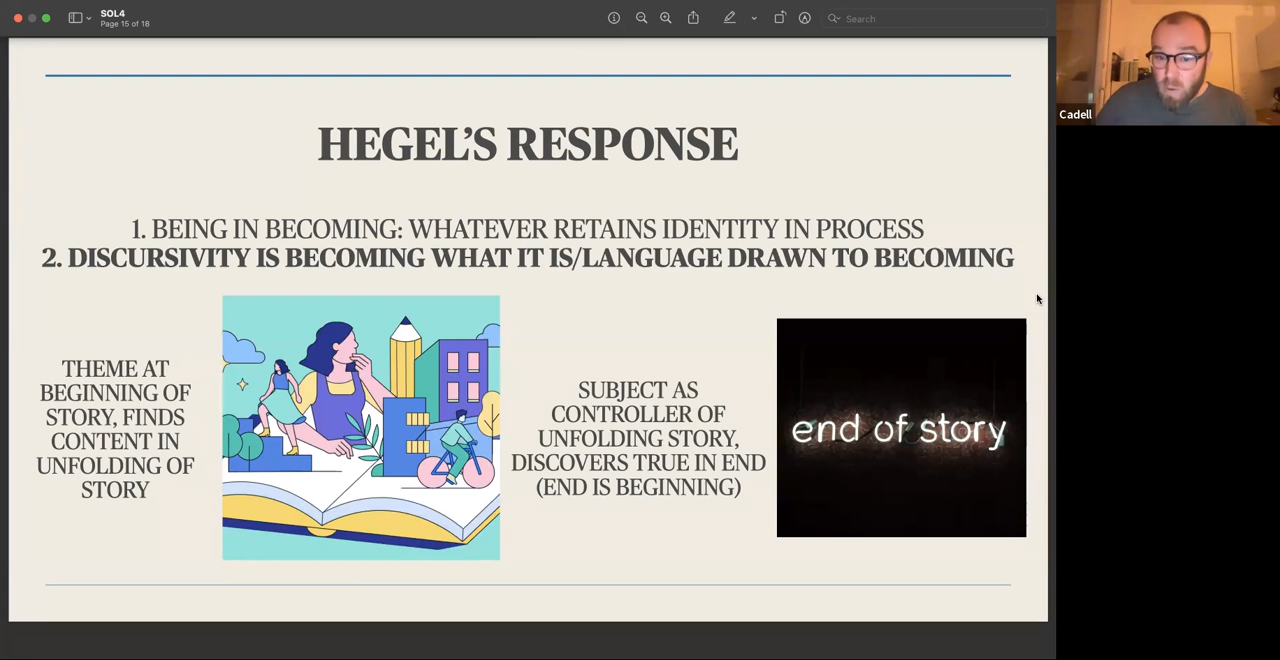 SOL4
Page 15 of 18
Search
Cadell
HEGEL’S RESPONSE
1. BEING IN BECOMING: WHATEVER RETAINS IDENTITY IN PROCESS
2. DISCURSIVITY IS BECOMING WHAT IT IS/LANGUAGE DRAWN TO BECOMING
THEME AT
BEGINNING OF
STORY, FINDS
CONTENT IN
UNFOLDING OF
STORY
SUBJECT AS
CONTROLLER OF
UNFOLDING STORY,
DISCOVERS TRUE IN END
(END IS BEGINNING)
end of story